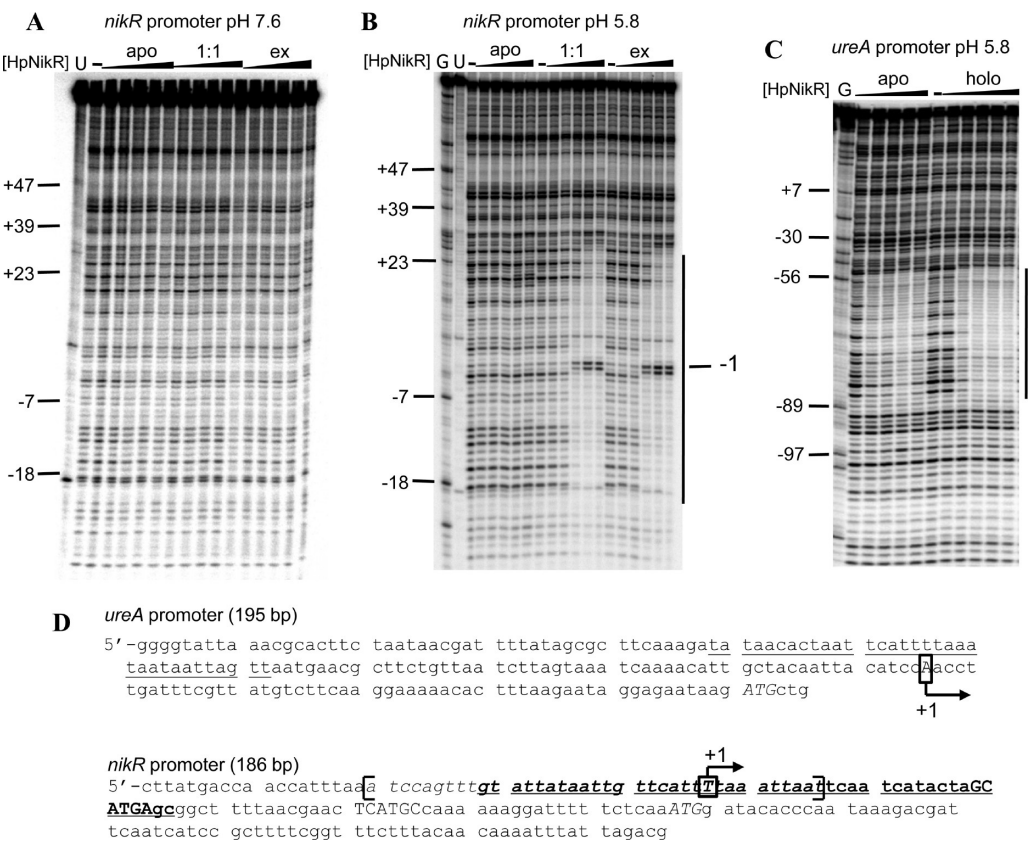 A
nikR promoter pH 7.6
[HpNikR] U – apo 1:1 ex
+47
+39
+23
-7
-18
B
nikR promoter pH 5.8
[HpNikR] G U – apo – 1:1 – ex
+47
+39
+23
-1
-7
-18
C
ureA promoter pH 5.8
[HpNikR] G apo – holo
+7
-30
-56
-89
-97
D
ureA promoter (195 bp)
5’-ggggtatta aacgcacttc taataacgat tttatagcgc ttcaaagata taacactaat tcattttaaa
taataattag ttaatgaacg cttctgttaa tcttagtaaa tcaaaacatt gctacaatta catccAacct
tgatttcgtt atgtcttcaa ggaaaaacac tttaagaata ggagaataag ATGctg
+1
nikR promoter (186 bp)
+1
5’-cttatgacca accatttaa[a tccagtttgt attataattg ttcattTtaa attaat]tcaa tcatactaGC
ATGAgcggct tttaacgaac TCATGCcaaa aaaggatttt tctcaaATGg atacacccaa taaagacgat
tcaatcatcc gcttttcggt ttctttacaa caaaatttat tagacg